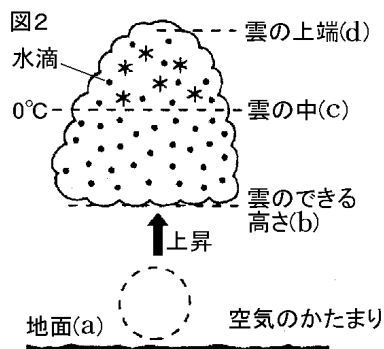 図2
雲の上端(d)
水滴
0℃
雲の中(c)
雲のできる
高さ(b)
上昇
地面(a)
空気のかたまり